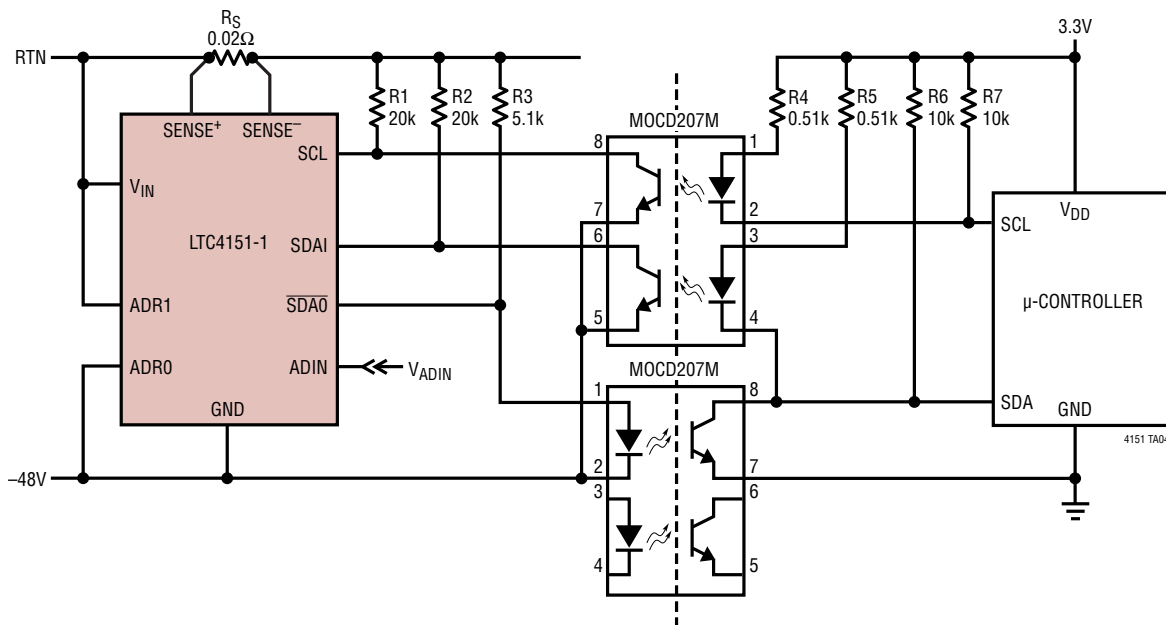 RTN
RS
0.02Ω
3.3V
R1
20k
R2
20k
R3
5.1k
R4
0.51k
R5
0.51k
R6
10k
R7
10k
SENSE+
SENSE–
SCL
VIN
LTC4151-1
SDAI
ADR1
SDAO
ADR0
ADIN
VADIN
GND
–48V
MOCD207M
8
1
7
2
6
3
5
4
MOCD207M
1
8
2
7
3
6
4
5
VDD
SCL
μ-CONTROLLER
SDA
GND
4151 TA04